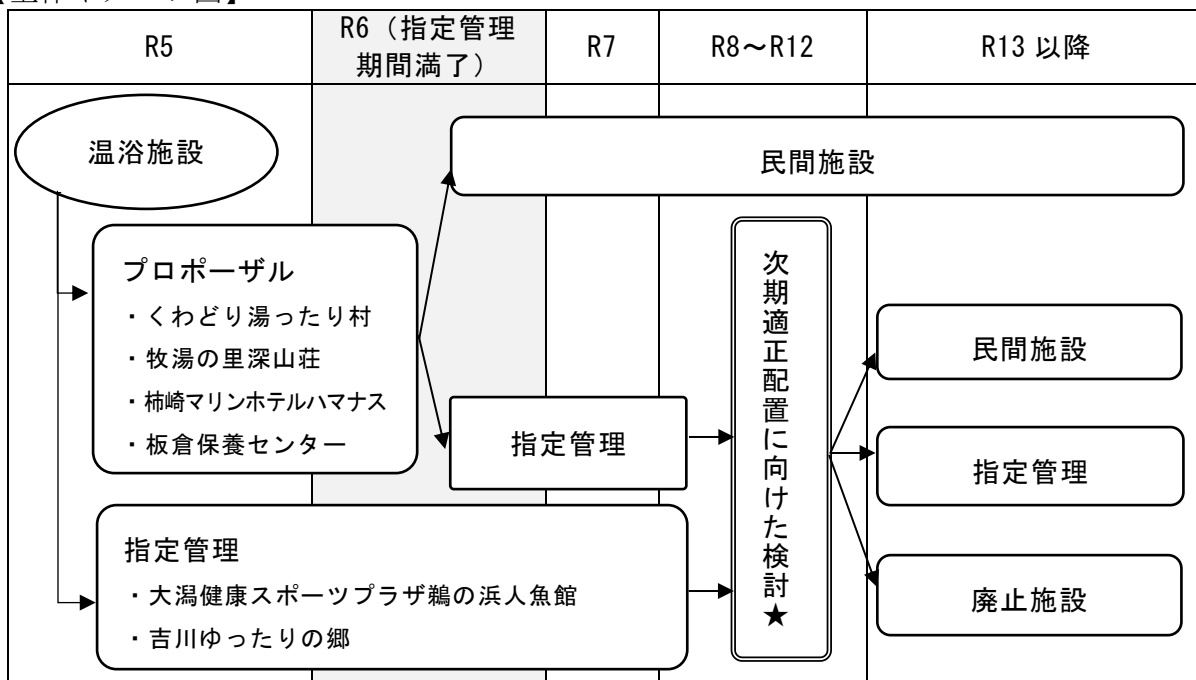 R5
R6（指定管理
期間満了）
R7
R8～R12
R13 以降
温浴施設
民間施設
プロポーザル
・くわどり湯ったり村
・牧湯の里深山荘
・柿崎マリンホテルハマナス
・板倉保養センター
指定管理
次期適正配置に向けた検討★
民間施設
指定管理
廃止施設
指定管理
・大潟健康スポーツプラザ鵜の浜人魚館
・吉川ゆったりの郷